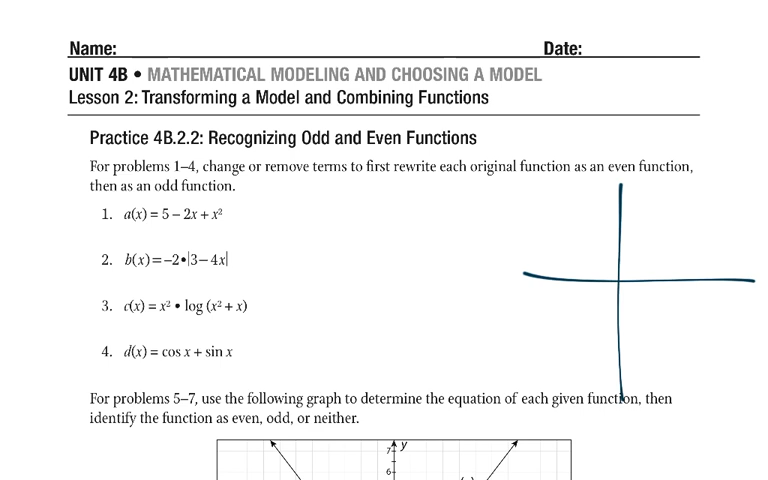 Name:
Date:
UNIT 4B • MATHEMATICAL MODELING AND CHOOSING A MODEL
Lesson 2: Transforming a Model and Combining Functions
Practice 4B.2.2: Recognizing Odd and Even Functions
For problems 1–4, change or remove terms to first rewrite each original function as an even function,
then as an odd function.
1. a(x) = 5 – 2x + x²
2. b(x)=–2•|3–4x|
3. c(x) = x² • log (x² + x)
4. d(x) = cos x + sin x
For problems 5–7, use the following graph to determine the equation of each given function, then
identify the function as even, odd, or neither.
y
7
6